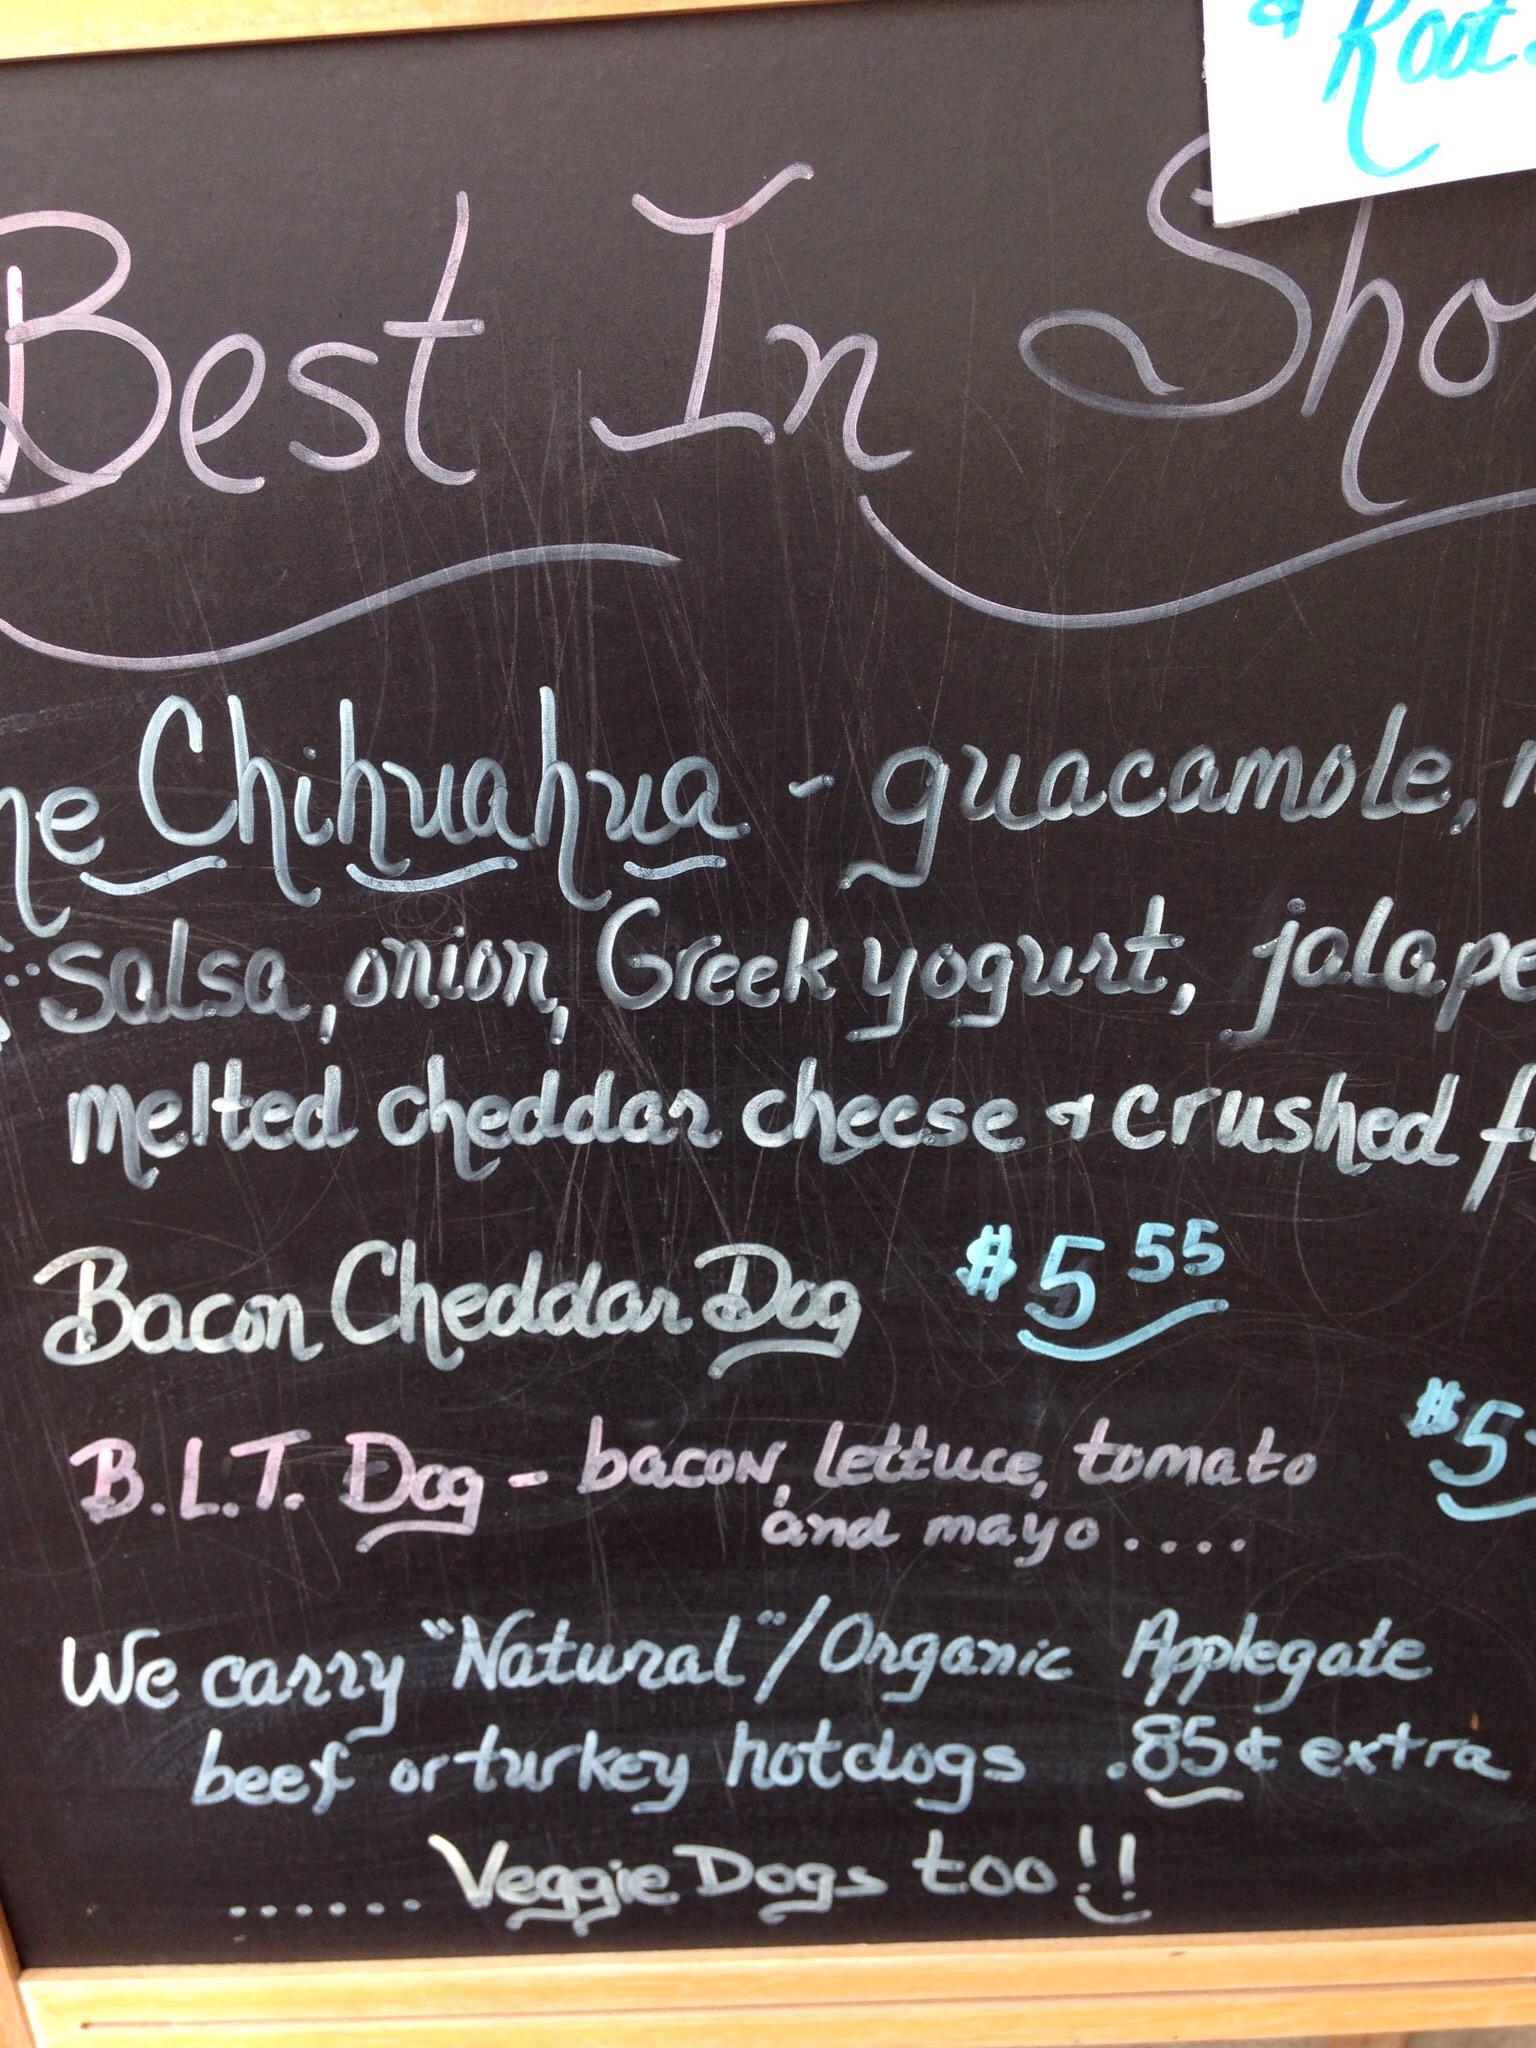 & Root
Best In Sho
he Chihuahua - guacamole,
salsa, onion, Greek yogurt, jalape
melted cheddar cheese & crushed f
Bacon Cheddar Dog $5 55
B.L.T. Dog - bacon, lettuce, tomato $5
and mayo....
We carry "Natural"/Organic Applegate
beef or turkey hotdogs .85¢ extra
...... Veggie Dogs too!!